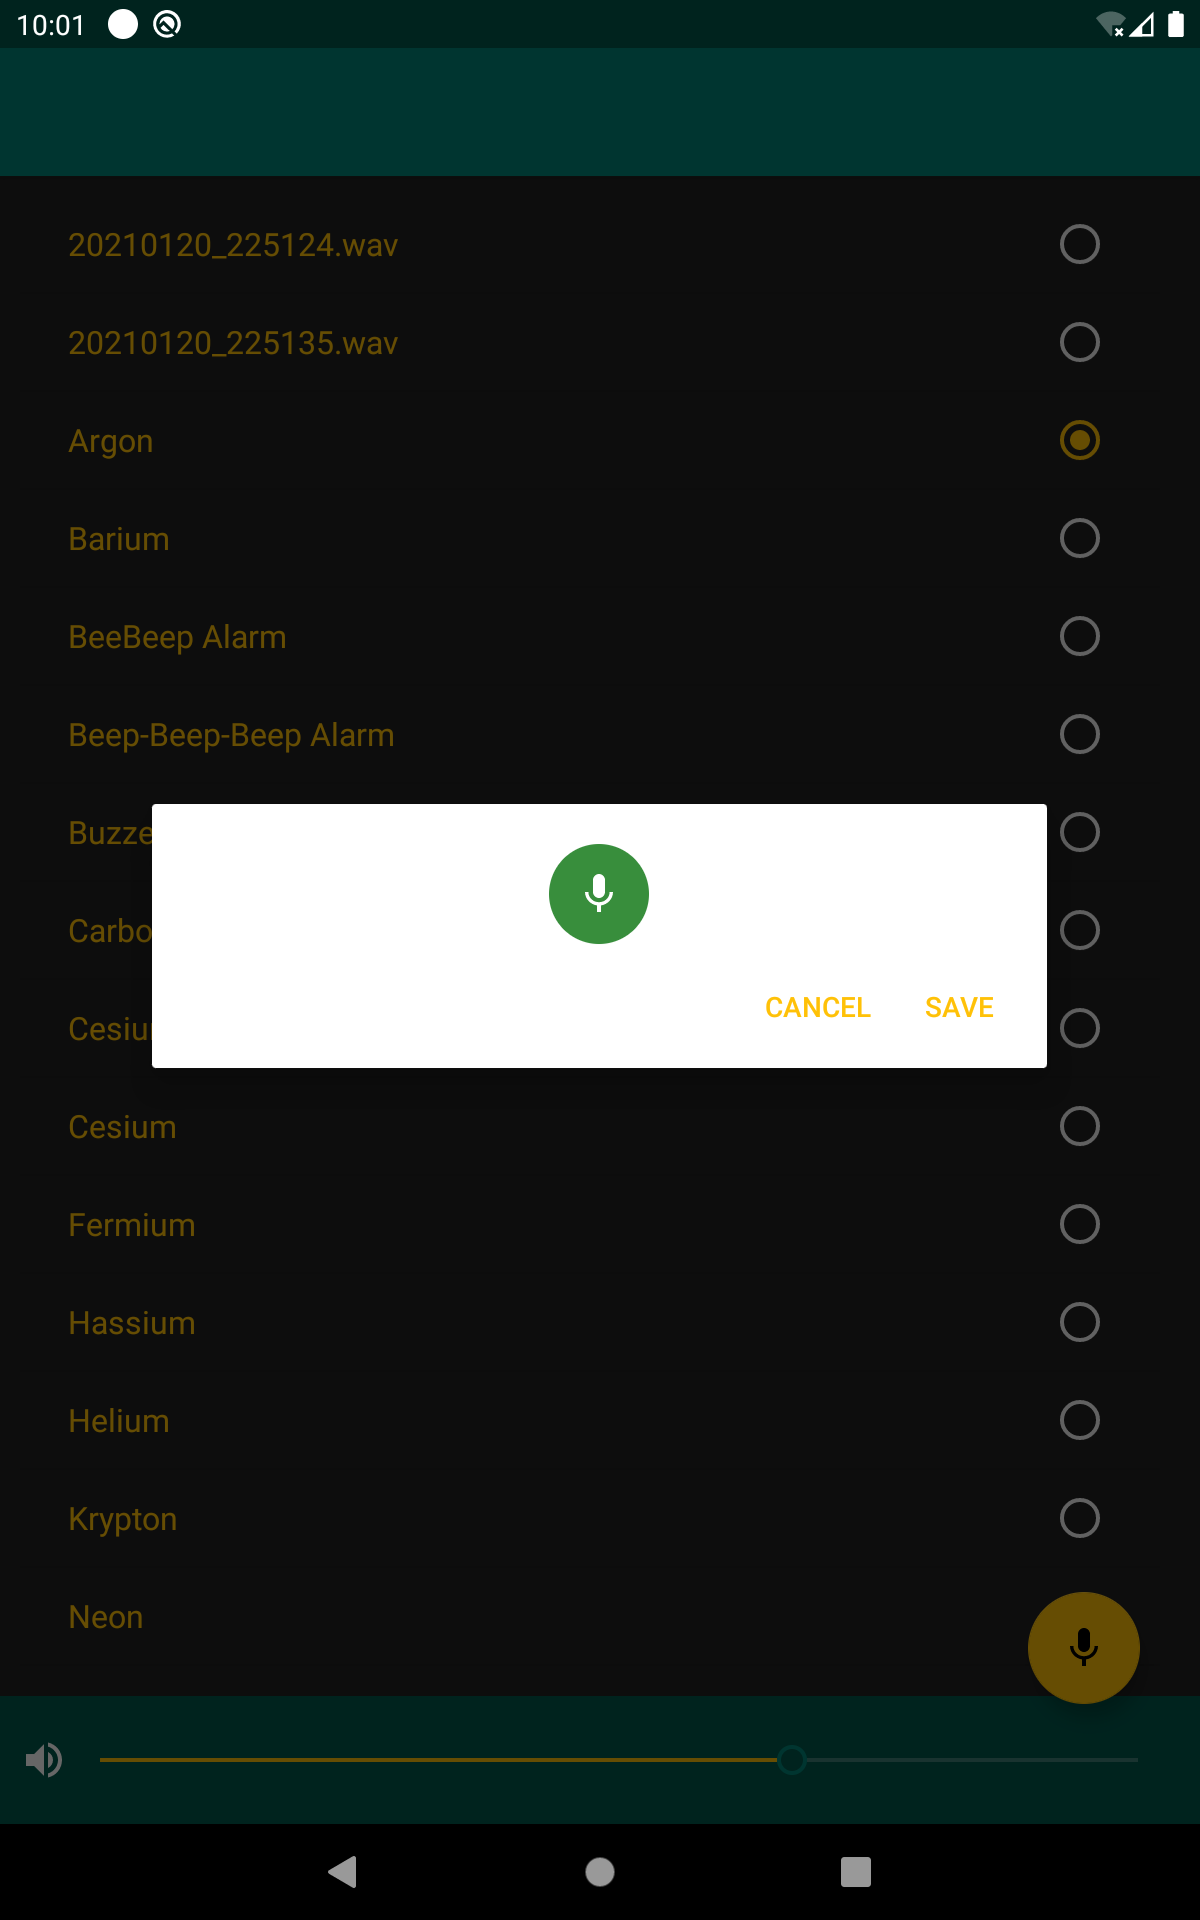 10:01
20210120_225124.wav
20210120_225135.wav
Argon
Barium
BeeBeep Alarm
Beep-Beep-Beep Alarm
Buzze
Carbo
Cesiu
CANCEL SAVE
Cesium
Fermium
Hassium
Helium
Krypton
Neon